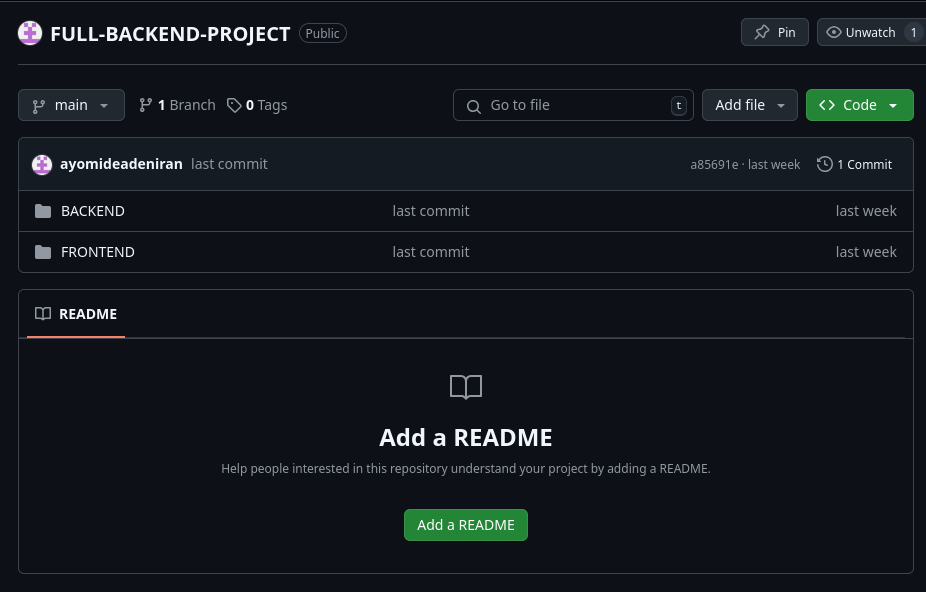 FULL-BACKEND-PROJECT Public Pin Unwatch 1
main 1 Branch 0 Tags Go to file t Add file Code
ayomideadeniran last commit a85691e · last week 1 Commit
BACKEND last commit last week
FRONTEND last commit last week
README
Add a README
Help people interested in this repository understand your project by adding a README.
Add a README